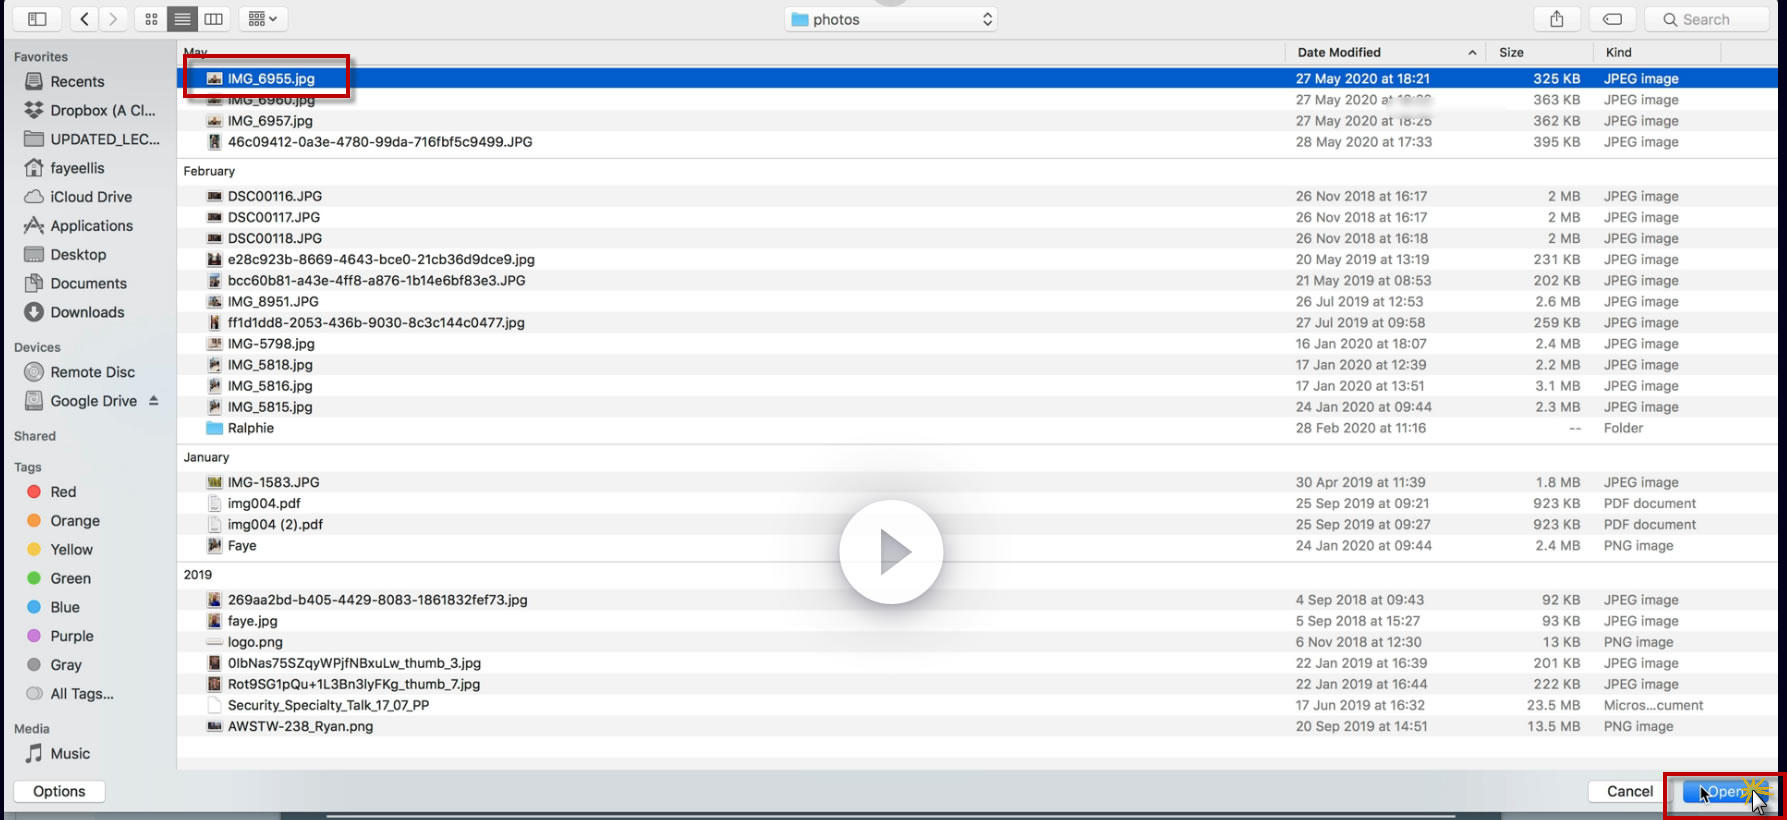 photos
Search
Favorites
Recents
Dropbox (A Cl...
UPDATED_LEC...
fayeellis
iCloud Drive
Applications
Desktop
Documents
Downloads
Devices
Remote Disc
Google Drive
Shared
Tags
Red
Orange
Yellow
Green
Blue
Purple
Gray
All Tags...
Media
Music
May Date Modified Size Kind
IMG_6955.jpg 27 May 2020 at 18:21 325 KB JPEG image
IMG_6960.jpg 27 May 2020 at 363 KB JPEG image
IMG_6957.jpg 27 May 2020 at 18:25 362 KB JPEG image
46c09412-0a3e-4780-99da-716fbf5c9499.JPG 28 May 2020 at 17:33 395 KB JPEG image
February
DSC00116.JPG 26 Nov 2018 at 16:17 2 MB JPEG image
DSC00117.JPG 26 Nov 2018 at 16:17 2 MB JPEG image
DSC00118.JPG 26 Nov 2018 at 16:18 2 MB JPEG image
e28c923b-8669-4643-bce0-21cb36d9dce9.jpg 20 May 2019 at 13:19 231 KB JPEG image
bcc60b81-a43e-4ff8-a876-1b14e6bf83e3.JPG 21 May 2019 at 08:53 202 KB JPEG image
IMG_8951.JPG 26 Jul 2019 at 12:53 2.6 MB JPEG image
ff1d1dd8-2053-436b-9030-8c3c144c0477.jpg 27 Jul 2019 at 09:58 259 KB JPEG image
IMG-5798.jpg 16 Jan 2020 at 18:07 2.4 MB JPEG image
IMG_5818.jpg 17 Jan 2020 at 12:39 2.2 MB JPEG image
IMG_5816.jpg 17 Jan 2020 at 13:51 3.1 MB JPEG image
IMG_5815.jpg 24 Jan 2020 at 09:44 2.3 MB JPEG image
Ralphie 28 Feb 2020 at 11:16 -- Folder
January
IMG-1583.JPG 30 Apr 2019 at 11:39 1.8 MB JPEG image
img004.pdf 25 Sep 2019 at 09:21 923 KB PDF document
img004 (2).pdf 25 Sep 2019 at 09:27 923 KB PDF document
Faye 24 Jan 2020 at 09:44 2.4 MB PNG image
2019
269aa2bd-b405-4429-8083-1861832fef73.jpg 4 Sep 2018 at 09:43 92 KB JPEG image
faye.jpg 5 Sep 2018 at 15:27 93 KB JPEG image
logo.png 6 Nov 2018 at 12:30 13 KB PNG image
0lbNas75SZqyWPjfNBxuLw_thumb_3.jpg 22 Jan 2019 at 16:39 201 KB JPEG image
Rot9SG1pQu+1L3Bn3lyFKg_thumb_7.jpg 22 Jan 2019 at 16:44 222 KB JPEG image
Security_Specialty_Talk_17_07_PP 17 Jun 2019 at 16:32 23.5 MB Micros...cument
AWSTW-238_Ryan.png 20 Sep 2019 at 14:51 13.5 MB PNG image
Options
Cancel
Open